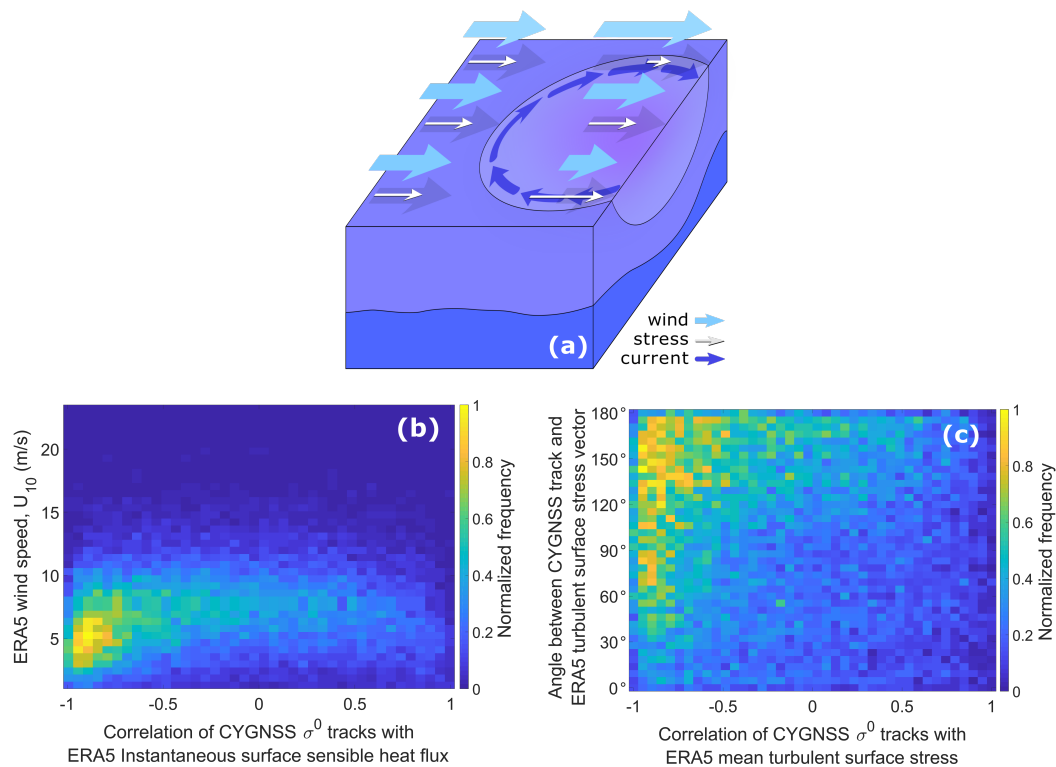 wind
stress
current
(a)
ERA5 wind speed, U10 (m/s)
20
15
10
5
-1
-0.5
0
0.5
1
(b)
1
0.8
0.6
0.4
0.2
0
Normalized frequency
Correlation of CYGNSS σ0 tracks with
ERA5 Instantaneous surface sensible heat flux
Angle between CYGNSS track and
ERA5 turbulent surface stress vector
180°
150°
120°
90°
60°
30°
0°
-1
-0.5
0
0.5
1
(c)
1
0.8
0.6
0.4
0.2
0
Normalized frequency
Correlation of CYGNSS σ0 tracks with
ERA5 mean turbulent surface stress